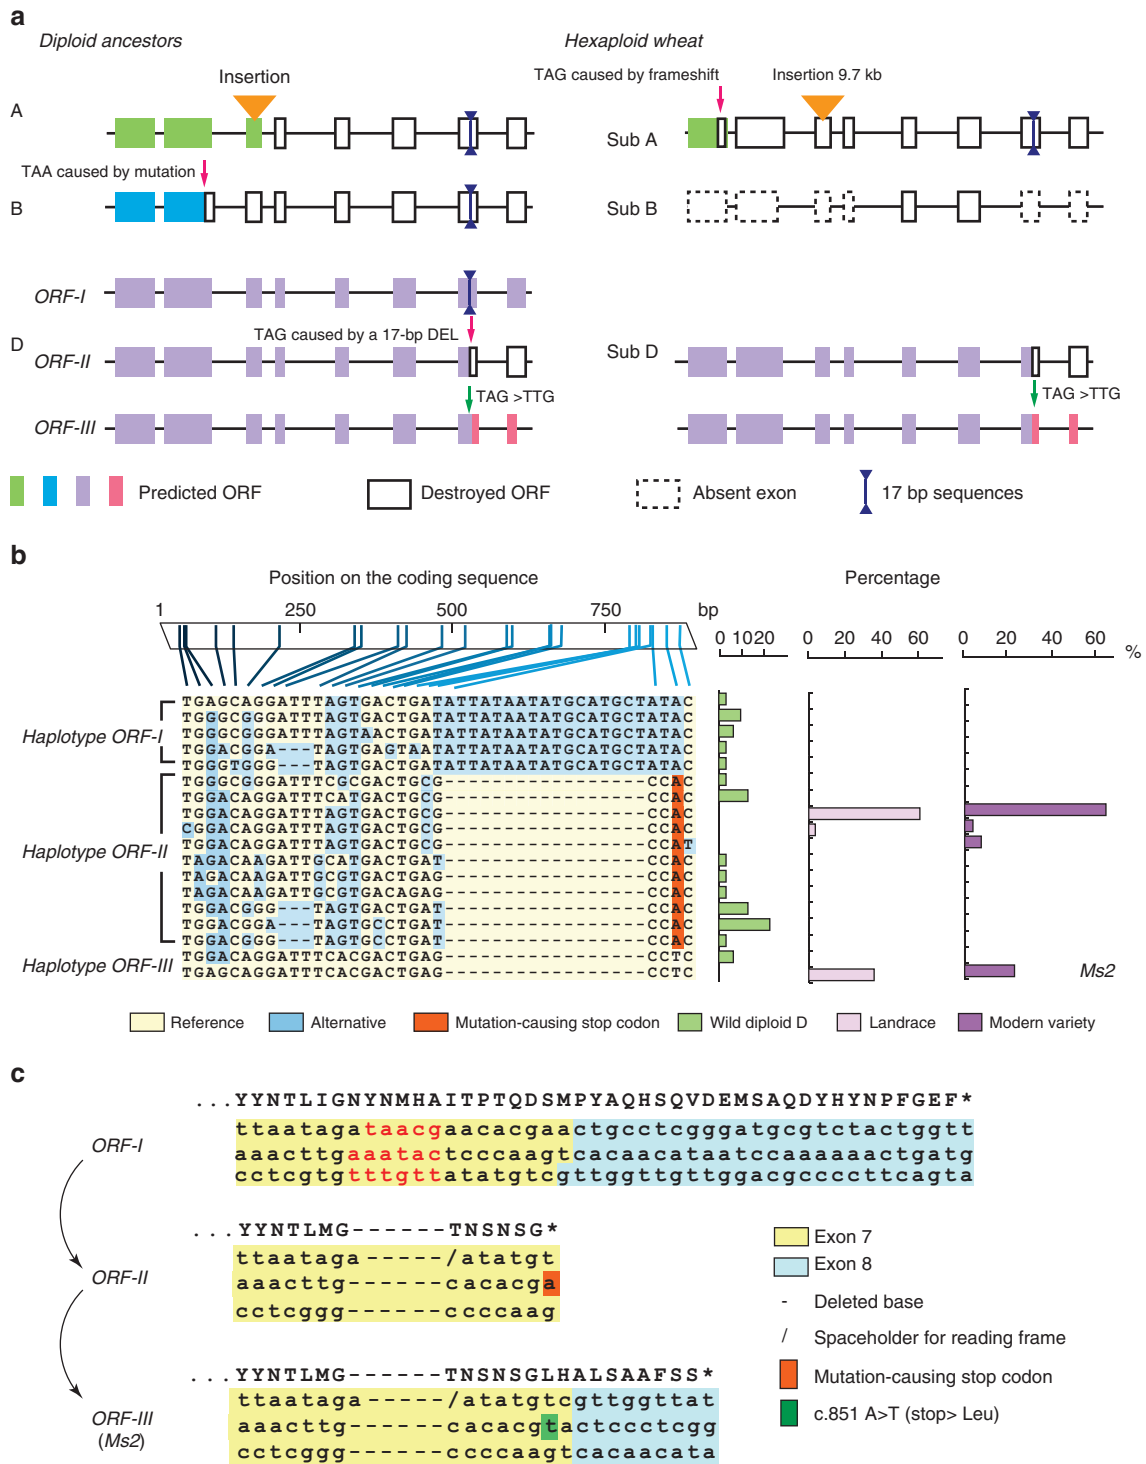 a
Diploid ancestors
Hexaploid wheat
Insertion
TAG caused by frameshift
Insertion 9.7 kb
A
Sub A
TAA caused by mutation
B
Sub B
ORF-I
TAG caused by a 17-bp DEL
D
ORF-II
Sub D
TAG >TTG
TAG >TTG
ORF-III
Predicted ORF
Destroyed ORF
Absent exon
17 bp sequences
b
Position on the coding sequence
Percentage
1 250 500 750 bp
0 10 20
0 20 40 60
0 20 40 60 %
Haplotype ORF-I
TGAGCAGGATTTAGTGACTGATATTATAATATGCATGCTATAC
TGGGCGGGATTTAGTGACTGATATTATAATATGCATGCTATAC
TGGGCGGGATTTAGTAACTGATATTATAATATGCATGCTATAC
TGGACGGA---TAGTGAGTAATATTATAATATGCATGCTATAC
TGGTGGG---TAGTGACTGATATTATAATATGCATGCTATAC
Haplotype ORF-II
TGGGCGGGATTTCGCGACTGCG-----------------CCAC
TGGACAGGATTTCATGACTGCG-----------------CCAC
TGGACAGGATTTAGTGACTGCG-----------------CCAC
CGGACAGGATTTAGTGACTGCG-----------------CCAC
TGGACAGGATTTAGTGACTGCG-----------------CCAT
TAGACAAGATTGCATGACTGAT-----------------CCAC
TAGACAAGATTGCGTGACTGAG-----------------CCAC
TAGACAAGATTGCGTGACTGAG-----------------CCAC
TGGACGGG---TAGTGACTGAT-----------------CCAC
TGGACGGA---TAGTGCCTGAT-----------------CCAC
TGGACGGG---TAGTGCCTGAT-----------------CCAC
Haplotype ORF-III
TGGACAGGATTTCACGACTGAG-----------------CCTC
TGAGCAGGATTTCACGACTGAG-----------------CCTC
Ms2
Reference
Alternative
Mutation-causing stop codon
Wild diploid D
Landrace
Modern variety
c
...YYNTLIGNYNMHAITPTQDSMPYAQHSQVDEMSAQDYHYNPFGEF*
ORF-I
ttaatagataacgaacacgaactgcctcgggatgcgtctactggtt
aaacttgaaatactcccaagtcacaacataatccaaaaaactgatg
cctcgtgtttgttatatgtcgttggttgttggacgccccttcagta
...YYNTLMG------TNSNSG*
ORF-II
ttaataga-----/atatgt
aaacttg------cacacga
cctcggg------ccccaag
Exon 7
Exon 8
- Deleted base
/ Spaceholder for reading frame
Mutation-causing stop codon
c.851 A>T (stop> Leu)
...YYNTLMG------TNSNSGLHALSAAFSS*
ORF-III
(Ms2)
ttaataga-----/atatgtcgttggttat
aaacttg------cacacgtactccctcgg
cctcggg------ccccaagtcacaacata